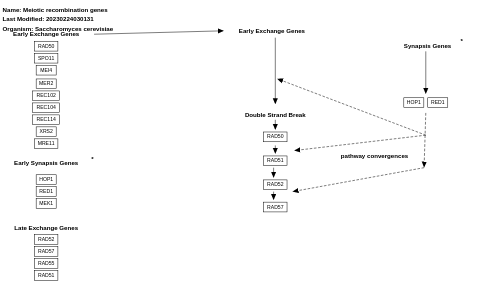 Name: Meiotic recombination genes
Last Modified: 20230224030131
Organism: Saccharomyces cerevisiae
Early Exchange Genes
RAD50
SPO11
MEI4
MER2
REC102
REC104
REC114
XRS2
MRE11
Early Synapsis Genes
*
HOP1
RED1
MEK1
Late Exchange Genes
RAD52
RAD57
RAD55
RAD51
Early Exchange Genes
Double Strand Break
RAD50
RAD51
RAD52
RAD57
Synapsis Genes
*
HOP1 RED1
pathway convergences